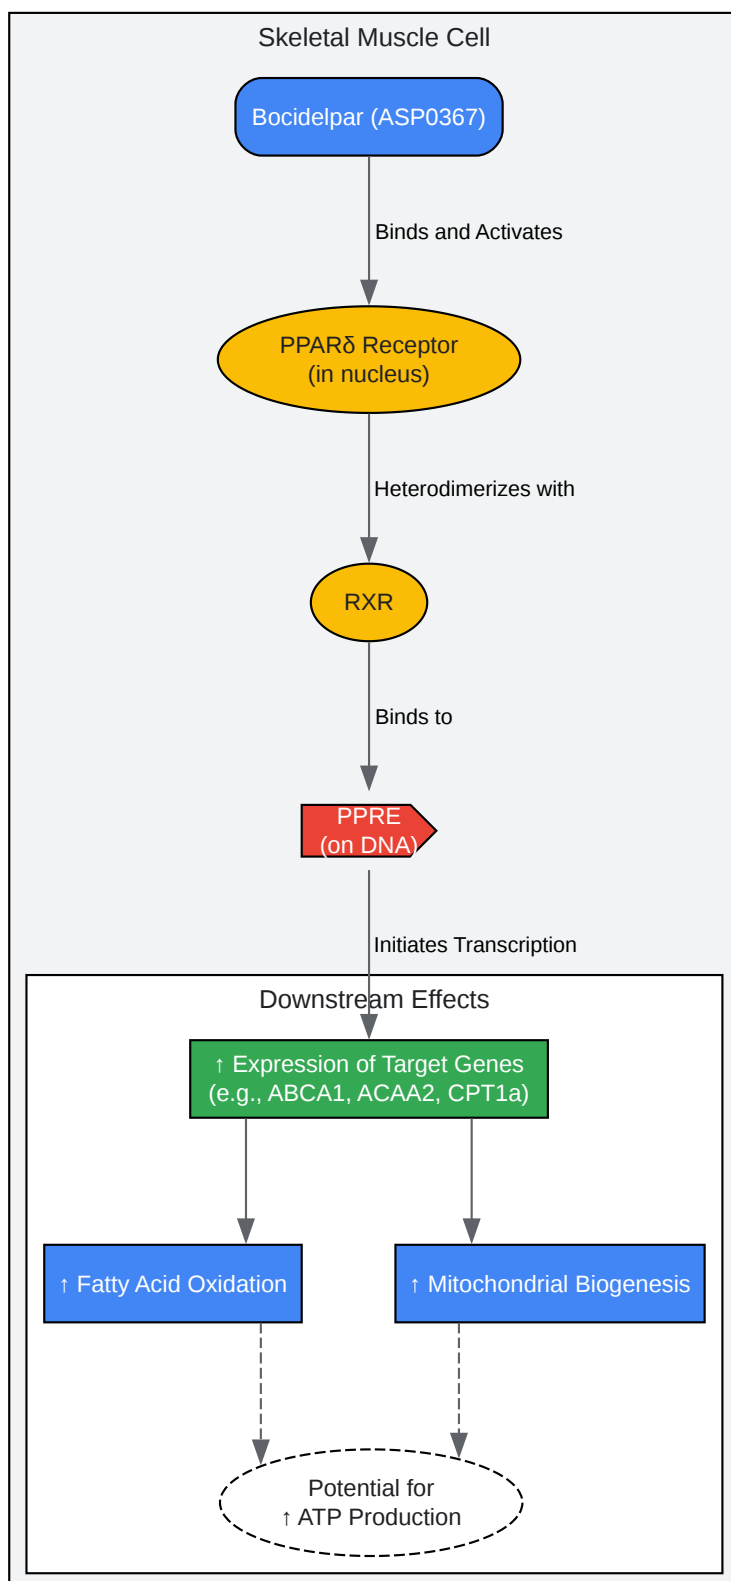 Skeletal Muscle Cell
Bocidelpar (ASP0367)
Binds and Activates
PPARδ Receptor
(in nucleus)
Heterodimerizes with
RXR
Binds to
PPRE
(on DNA)
Initiates Transcription
Downstream Effects
↑ Expression of Target Genes
(e.g., ABCA1, ACAA2, CPT1a)
↑ Fatty Acid Oxidation
↑ Mitochondrial Biogenesis
Potential for
↑ ATP Production